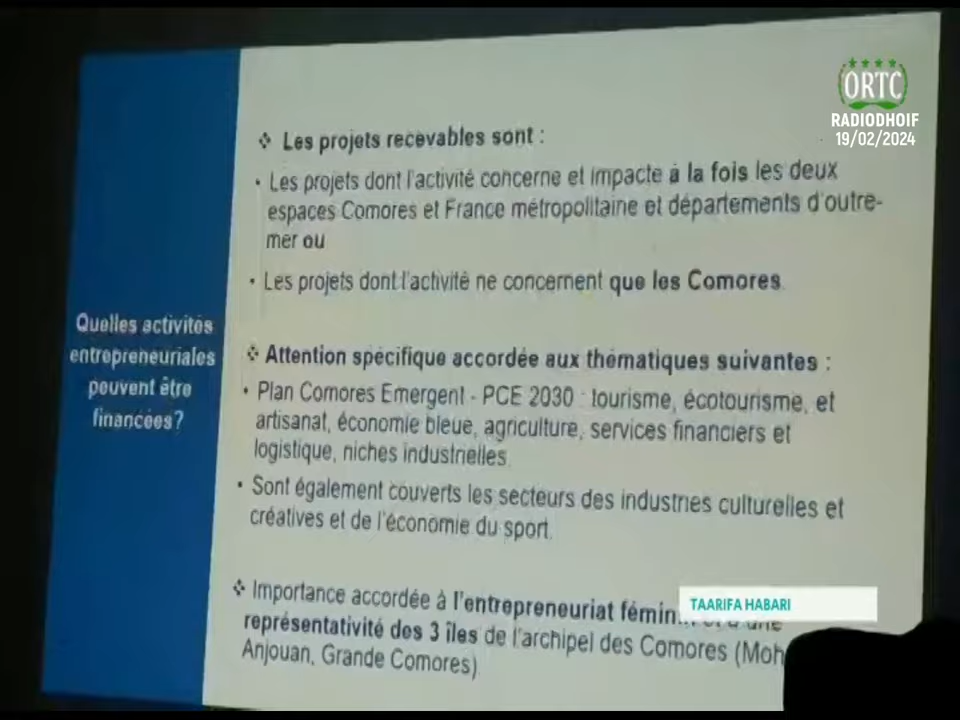 ORTC
RADIODHOIF
19/02/2024
Quelles activités
entrepreneuriales
peuvent être
financées?
❖ Les projets recevables sont :
• Les projets dont l'activité concerne et impacte à la fois les deux
espaces Comores et France métropolitaine et départements d'outre-
mer ou
• Les projets dont l'activité ne concernent que les Comores.
❖ Attention spécifique accordée aux thématiques suivantes :
• Plan Comores Emergent - PCE 2030 : tourisme, écotourisme, et
artisanat, économie bleue, agriculture, services financiers et
logistique, niches industrielles
• Sont également couverts les secteurs des industries culturelles et
créatives et de l'économie du sport.
❖ Importance accordée à l'entrepreneuriat
représentativité des 3 îles de l'archipel des Comores
Anjouan, Grande Comores)
TAARIFA HABARI